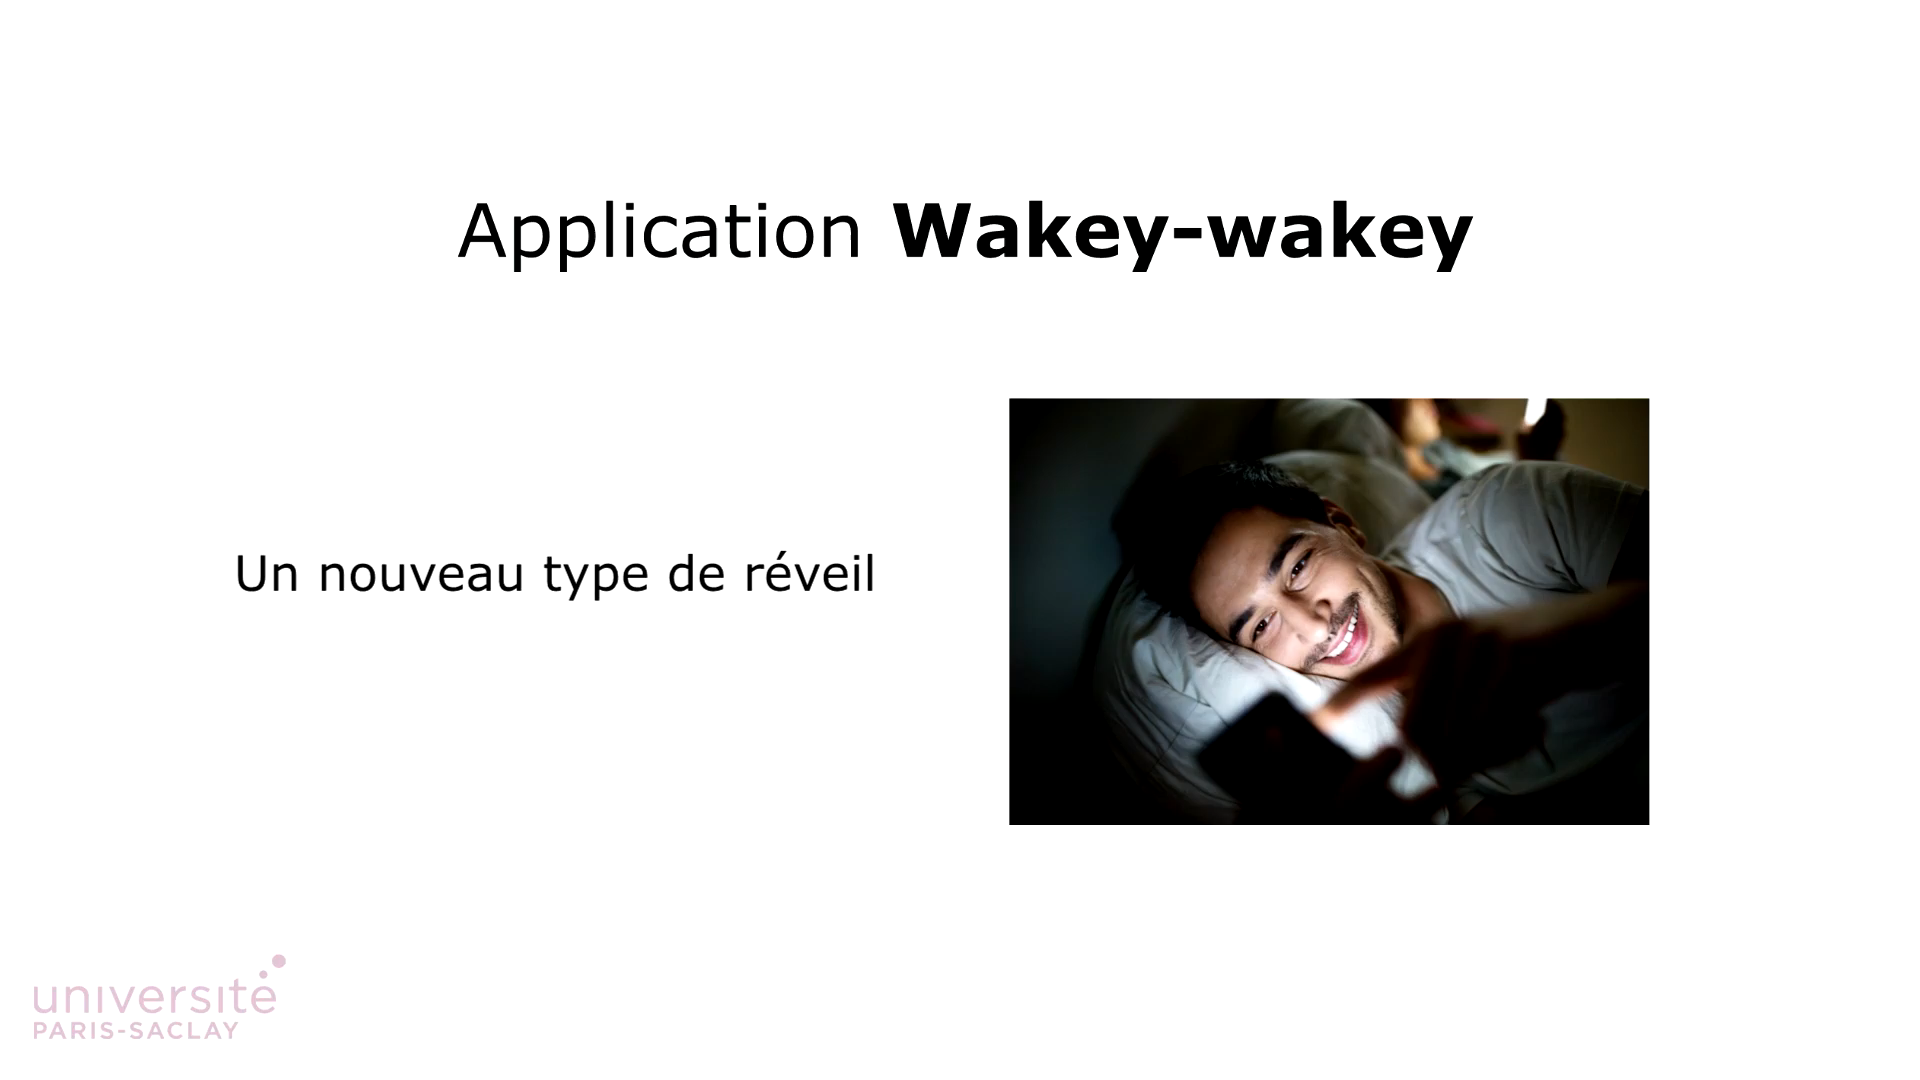 Application Wakey-wakey
Un nouveau type de réveil
université
PARIS-SACLAY